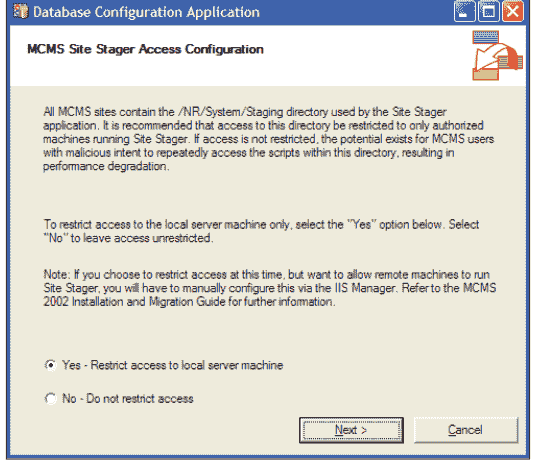 Database Configuration Application
MCMS Site Stager Access Configuration
All MCMS sites contain the /NR/System/Staging directory used by the Site Stager
application. It is recommended that access to this directory be restricted to only authorized
machines running Site Stager. If access is not restricted, the potential exists for MCMS users
with malicious intent to repeatedly access the scripts within this directory, resulting in
performance degradation.
To restrict access to the local server machine only, select the "Yes" option below. Select
"No" to leave access unrestricted.
Note: If you choose to restrict access at this time, but want to allow remote machines to run
Site Stager, you will have to manually configure this via the IIS Manager. Refer to the MCMS
2002 Installation and Migration Guide for further information.
Yes - Restrict access to local server machine
No - Do not restrict access
Next >
Cancel